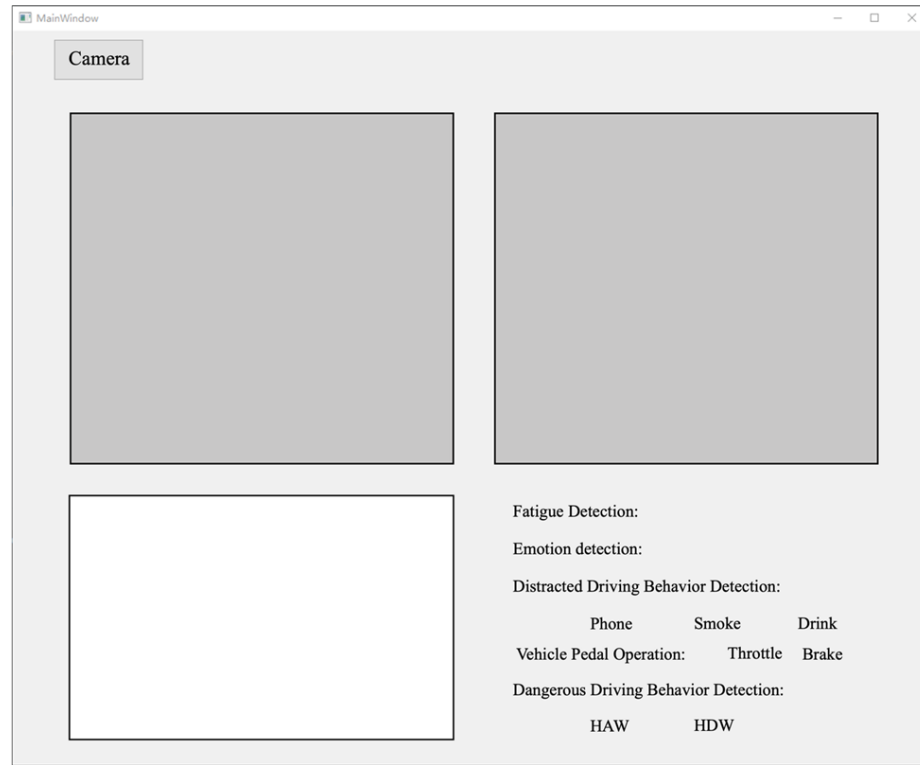 MainWindow
Camera
Fatigue Detection:
Emotion detection:
Distracted Driving Behavior Detection:
Phone Smoke Drink
Vehicle Pedal Operation: Throttle Brake
Dangerous Driving Behavior Detection:
HAW HDW